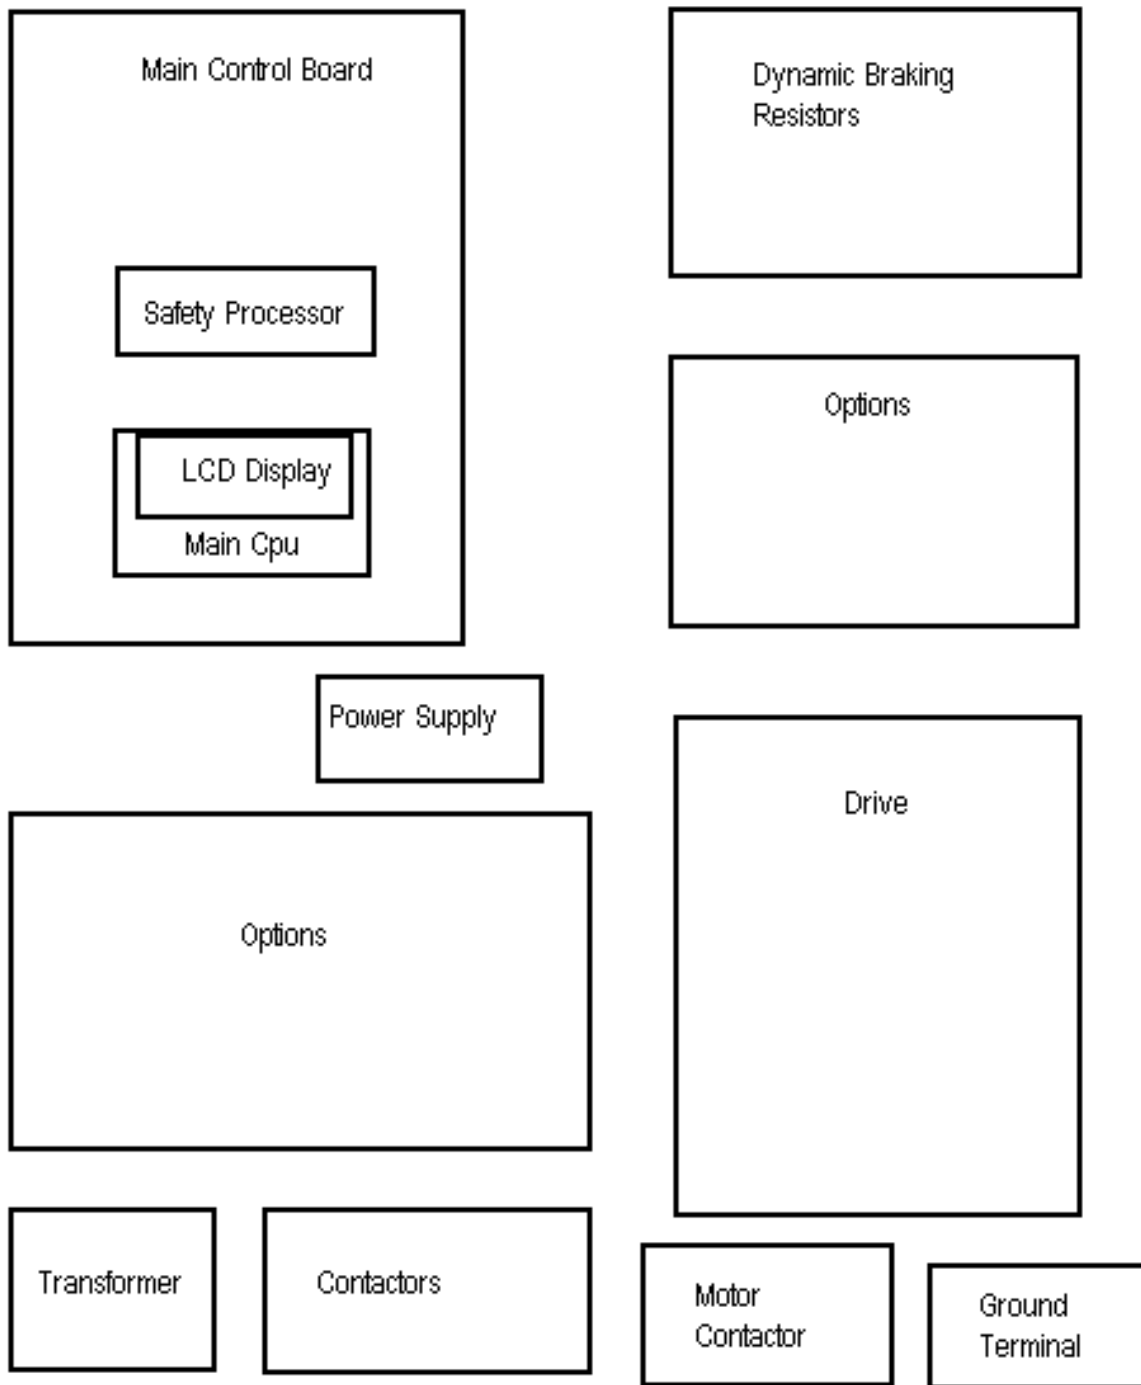 Main Control Board
Safety Processor
LCD Display
Main Cpu
Power Supply
Options
Transformer
Contactors
Dynamic Braking
Resistors
Options
Drive
Motor
Contactor
Ground
Terminal